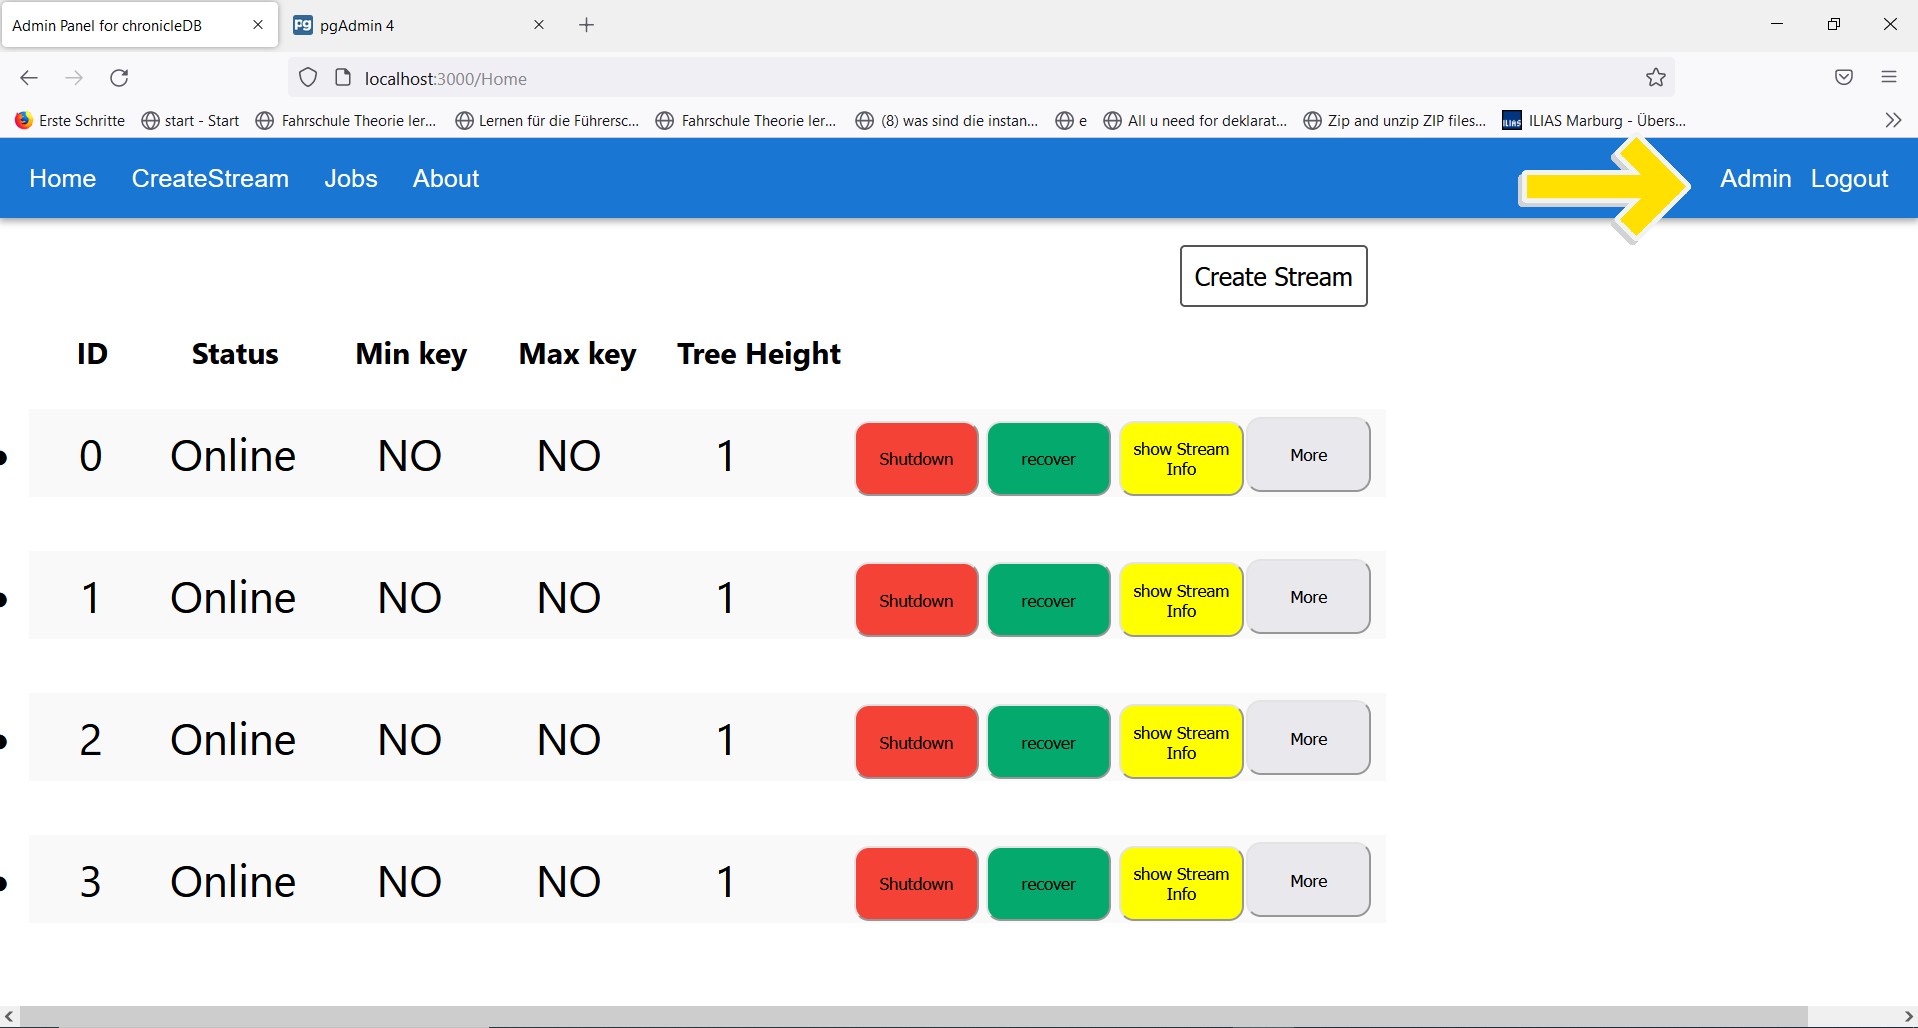 Admin Panel for chronicleDB
pgAdmin 4
localhost:3000/Home
Erste Schritte start - Start Fahrschule Theorie ler... Lernen für die Führersc... Fahrschule Theorie ler... (8) was sind die instan... e All u need for deklarat... Zip and unzip ZIP files... ILIAS Marburg - Übers...
Home CreateStream Jobs About Admin Logout
Create Stream
ID Status Min key Max key Tree Height
0 Online NO NO 1 Shutdown recover show Stream Info More
1 Online NO NO 1 Shutdown recover show Stream Info More
2 Online NO NO 1 Shutdown recover show Stream Info More
3 Online NO NO 1 Shutdown recover show Stream Info More